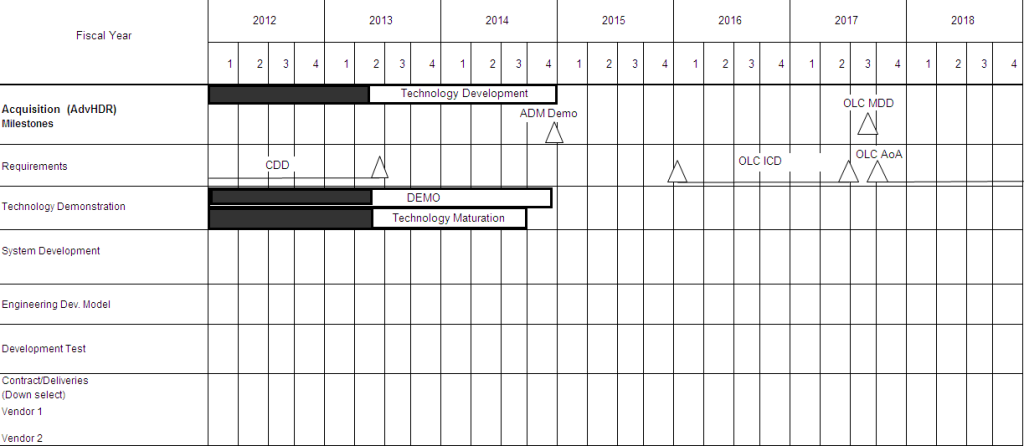 Fiscal Year
2012 2013 2014 2015 2016 2017 2018
1 2 3 4 1 2 3 4 1 2 3 4 1 2 3 4 1 2 3 4 1 2 3 4 1 2 3 4
Technology Development
Acquisition (AdvHDR)
Milestones
ADM Demo
OLC MDD
Requirements
CDD
OLC ICD
OLC AoA
Technology Demonstration
DEMO
Technology Maturation
System Development
Engineering Dev. Model
Development Test
Contract/Deliveries
(Down select)
Vendor 1
Vendor 2